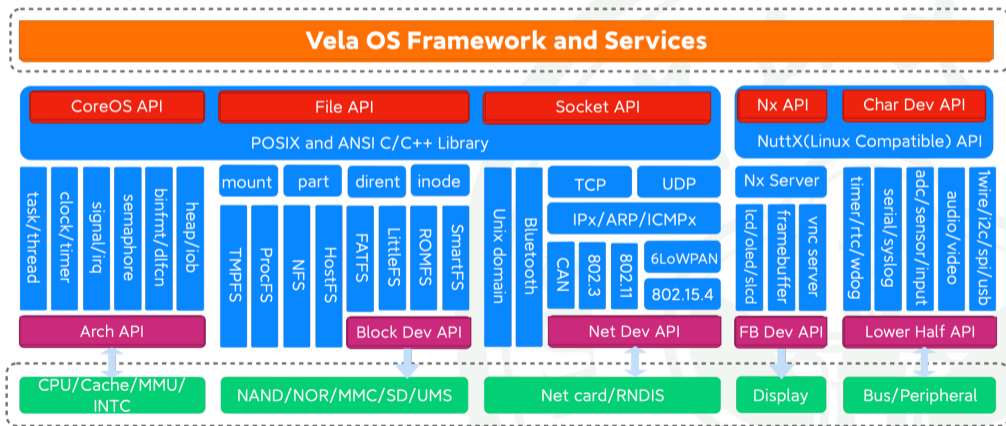 Vela OS Framework and Services
CoreOS API
File API
Socket API
Nx API
Char Dev API
POSIX and ANSI C/C++ Library
NuttX(Linux Compatible) API
task/thread
clock/timer
signal/irq
semaphore
binfmt/dlfcn
heap/iob
mount
part
dirent
inode
TMPFS
ProcFS
NFS
HostFS
FATFS
LittleFS
ROMFS
SmartFS
Unix domain
Bluetooth
TCP
UDP
IPx/ARP/ICMPx
CAN
802.3
802.11
6LoWPAN
802.15.4
Nx Server
lcd/oled/slcd
framebuffer
vnc server
timer/rtc/wdog
serial/syslog
adc/sensor/input
audio/video
1wire/i2c/spi/usb
Arch API
Block Dev API
Net Dev API
FB Dev API
Lower Half API
CPU/Cache/MMU/
INTC
NAND/NOR/MMC/SD/UMS
Net card/RNDIS
Display
Bus/Peripheral